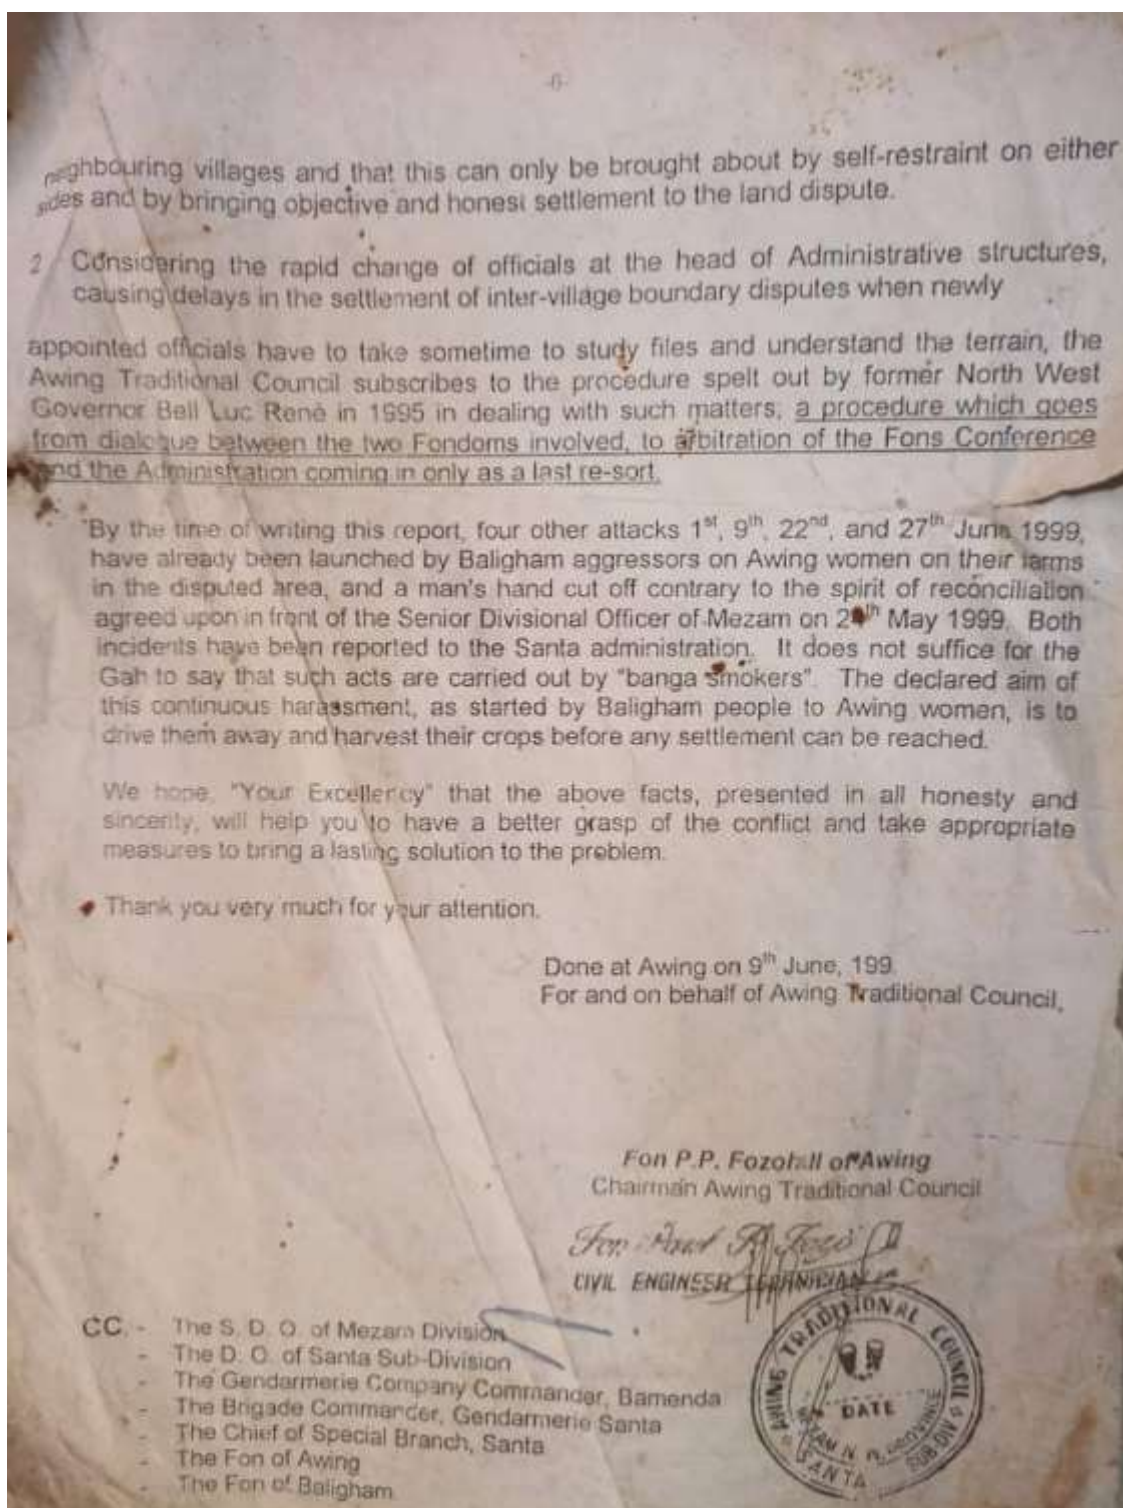 -6-
neighbouring villages and that this can only be brought about by self-restraint on either
sides and by bringing objective and honest settlement to the land dispute.
2 Considering the rapid change of officials at the head of Administrative structures,
causing delays in the settlement of inter-village boundary disputes when newly
appointed officials have to take sometime to study files and understand the terrain, the
Awing Traditional Council subscribes to the procedure spelt out by former North West
Governor Bell Luc René in 1995 in dealing with such matters; a procedure which goes
from dialogue between the two Fondoms involved, to arbitration of the Fons Conference
and the Administration coming in only as a last re-sort.
By the time of writing this report, four other attacks 1st, 9th, 22nd, and 27th June 1999,
have already been launched by Baligham aggressors on Awing women on their farms
in the disputed area, and a man's hand cut off contrary to the spirit of reconciliation
agreed upon in front of the Senior Divisional Officer of Mezam on May 1999. Both
incidents have been reported to the Santa administration. It does not suffice for the
Gah to say that such acts are carried out by "banga smokers". The declared aim of
this continuous harassment, as started by Baligham people to Awing women, is to
drive them away and harvest their crops before any settlement can be reached.
We hope, "Your Excellency" that the above facts, presented in all honesty and
sincerity, will help you to have a better grasp of the conflict and take appropriate
measures to bring a lasting solution to the problem.
Thank you very much for your attention.
Done at Awing on 9th June, 199
For and on behalf of Awing Traditional Council,
Fon P.P. II of Awing
Chairman Awing Traditional Council
Fon Paul
CIVIL ENGINEER TECHNICIAN
AWING TRADITIONAL COUNCIL
DATE
MEZAM N. W. PROVINCE
SANTA SUB-DIV
CC. - The S. D. O. of Mezam Division
- The D. O. of Santa Sub-Division
- The Gendarmerie Company Commander, Bamenda
- The Brigade Commander, Gendarmerie Santa
- The Chief of Special Branch, Santa
- The Fon of Awing
- The Fon of Baligham